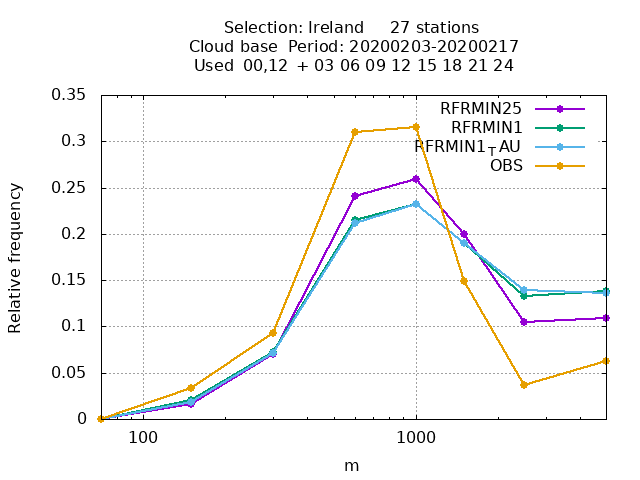 Selection: Ireland 27 stations
Cloud base Period: 20200203-20200217
Used 00,12 + 03 06 09 12 15 18 21 24
0.35
0.3
0.25
0.2
0.15
0.1
0.05
0
Relative frequency
RFRMIN25
RFRMIN1
RFRMIN1TAU
OBS
100
1000
m